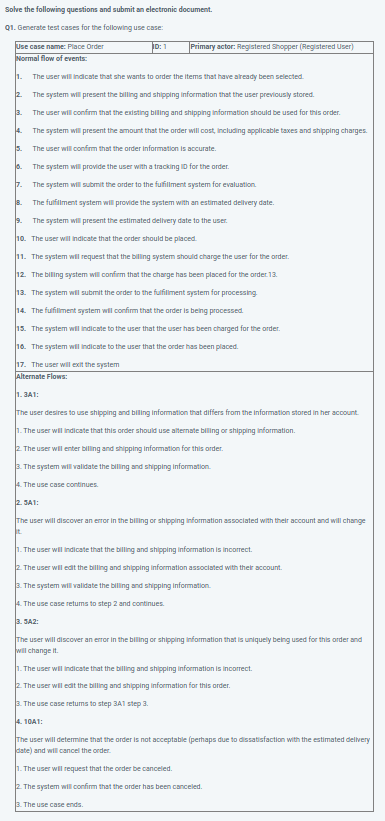 Solve the following questions and submit an electronic document.
Q1. Generate test cases for the following use case:
Use case name: Place Order ID: 1 Primary actor: Registered Shopper (Registered User)
Normal flow of events:
1. The user will indicate that she wants to order the items that have already been selected.
2. The system will present the billing and shipping information that the user previously stored.
3. The user will confirm that the existing billing and shipping information should be used for this order.
4. The system will present the amount that the order will cost, including applicable taxes and shipping charges.
5. The user will confirm that the order information is accurate.
6. The system will provide the user with a tracking ID for the order.
7. The system will submit the order to the fulfillment system for evaluation.
8. The fulfillment system will provide the system with an estimated delivery date.
9. The system will present the estimated delivery date to the user.
10. The user will indicate that the order should be placed.
11. The system will request that the billing system should charge the user for the order.
12. The billing system will confirm that the charge has been placed for the order.13.
13. The system will submit the order to the fulfillment system for processing.
14. The fulfillment system will confirm that the order is being processed.
15. The system will indicate to the user that the user has been charged for the order.
16. The system will indicate to the user that the order has been placed.
17. The user will exit the system
Alternate Flows:
1. 3A1:
The user desires to use shipping and billing information that differs from the information stored in her account.
1. The user will indicate that this order should use alternate billing or shipping information.
2. The user will enter billing and shipping information for this order.
3. The system will validate the billing and shipping information.
4. The use case continues.
2. 5A1:
The user will discover an error in the billing or shipping information associated with their account and will change
it.
1. The user will indicate that the billing and shipping information is incorrect.
2. The user will edit the billing and shipping information associated with their account.
3. The system will validate the billing and shipping information.
4. The use case returns to step 2 and continues.
3. 5A2:
The user will discover an error in the billing or shipping information that is uniquely being used for this order and
will change it.
1. The user will indicate that the billing and shipping information is incorrect.
2. The user will edit the billing and shipping information for this order.
3. The use case returns to step 3A1 step 3.
4. 10A1:
The user will determine that the order is not acceptable (perhaps due to dissatisfaction with the estimated delivery
date) and will cancel the order.
1. The user will request that the order be canceled.
2. The system will confirm that the order has been canceled.
3. The use case ends.